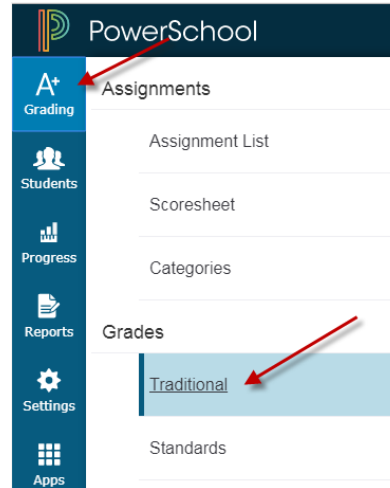 PowerSchool
A+
Grading
Students
Progress
Reports
Settings
Apps
Assignments
Assignment List
Scoresheet
Categories
Grades
Traditional
Standards